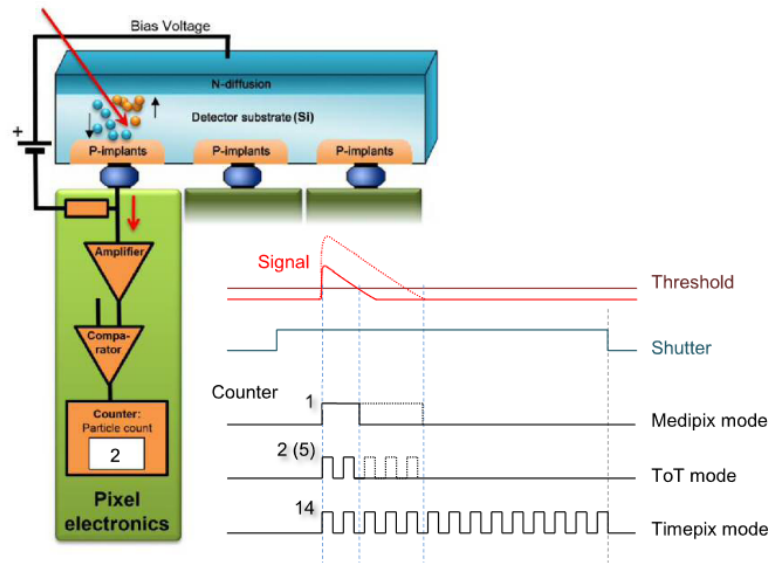 Bias Voltage
N-diffusion
Detector substrate (Si)
+
P-implants
P-implants
P-implants
Amplifier
Signal
Threshold
Compa-
rator
Shutter
Counter
Counter:
Particle count
2
1
Medipix mode
2 (5)
ToT mode
Pixel
electronics
14
Timepix mode